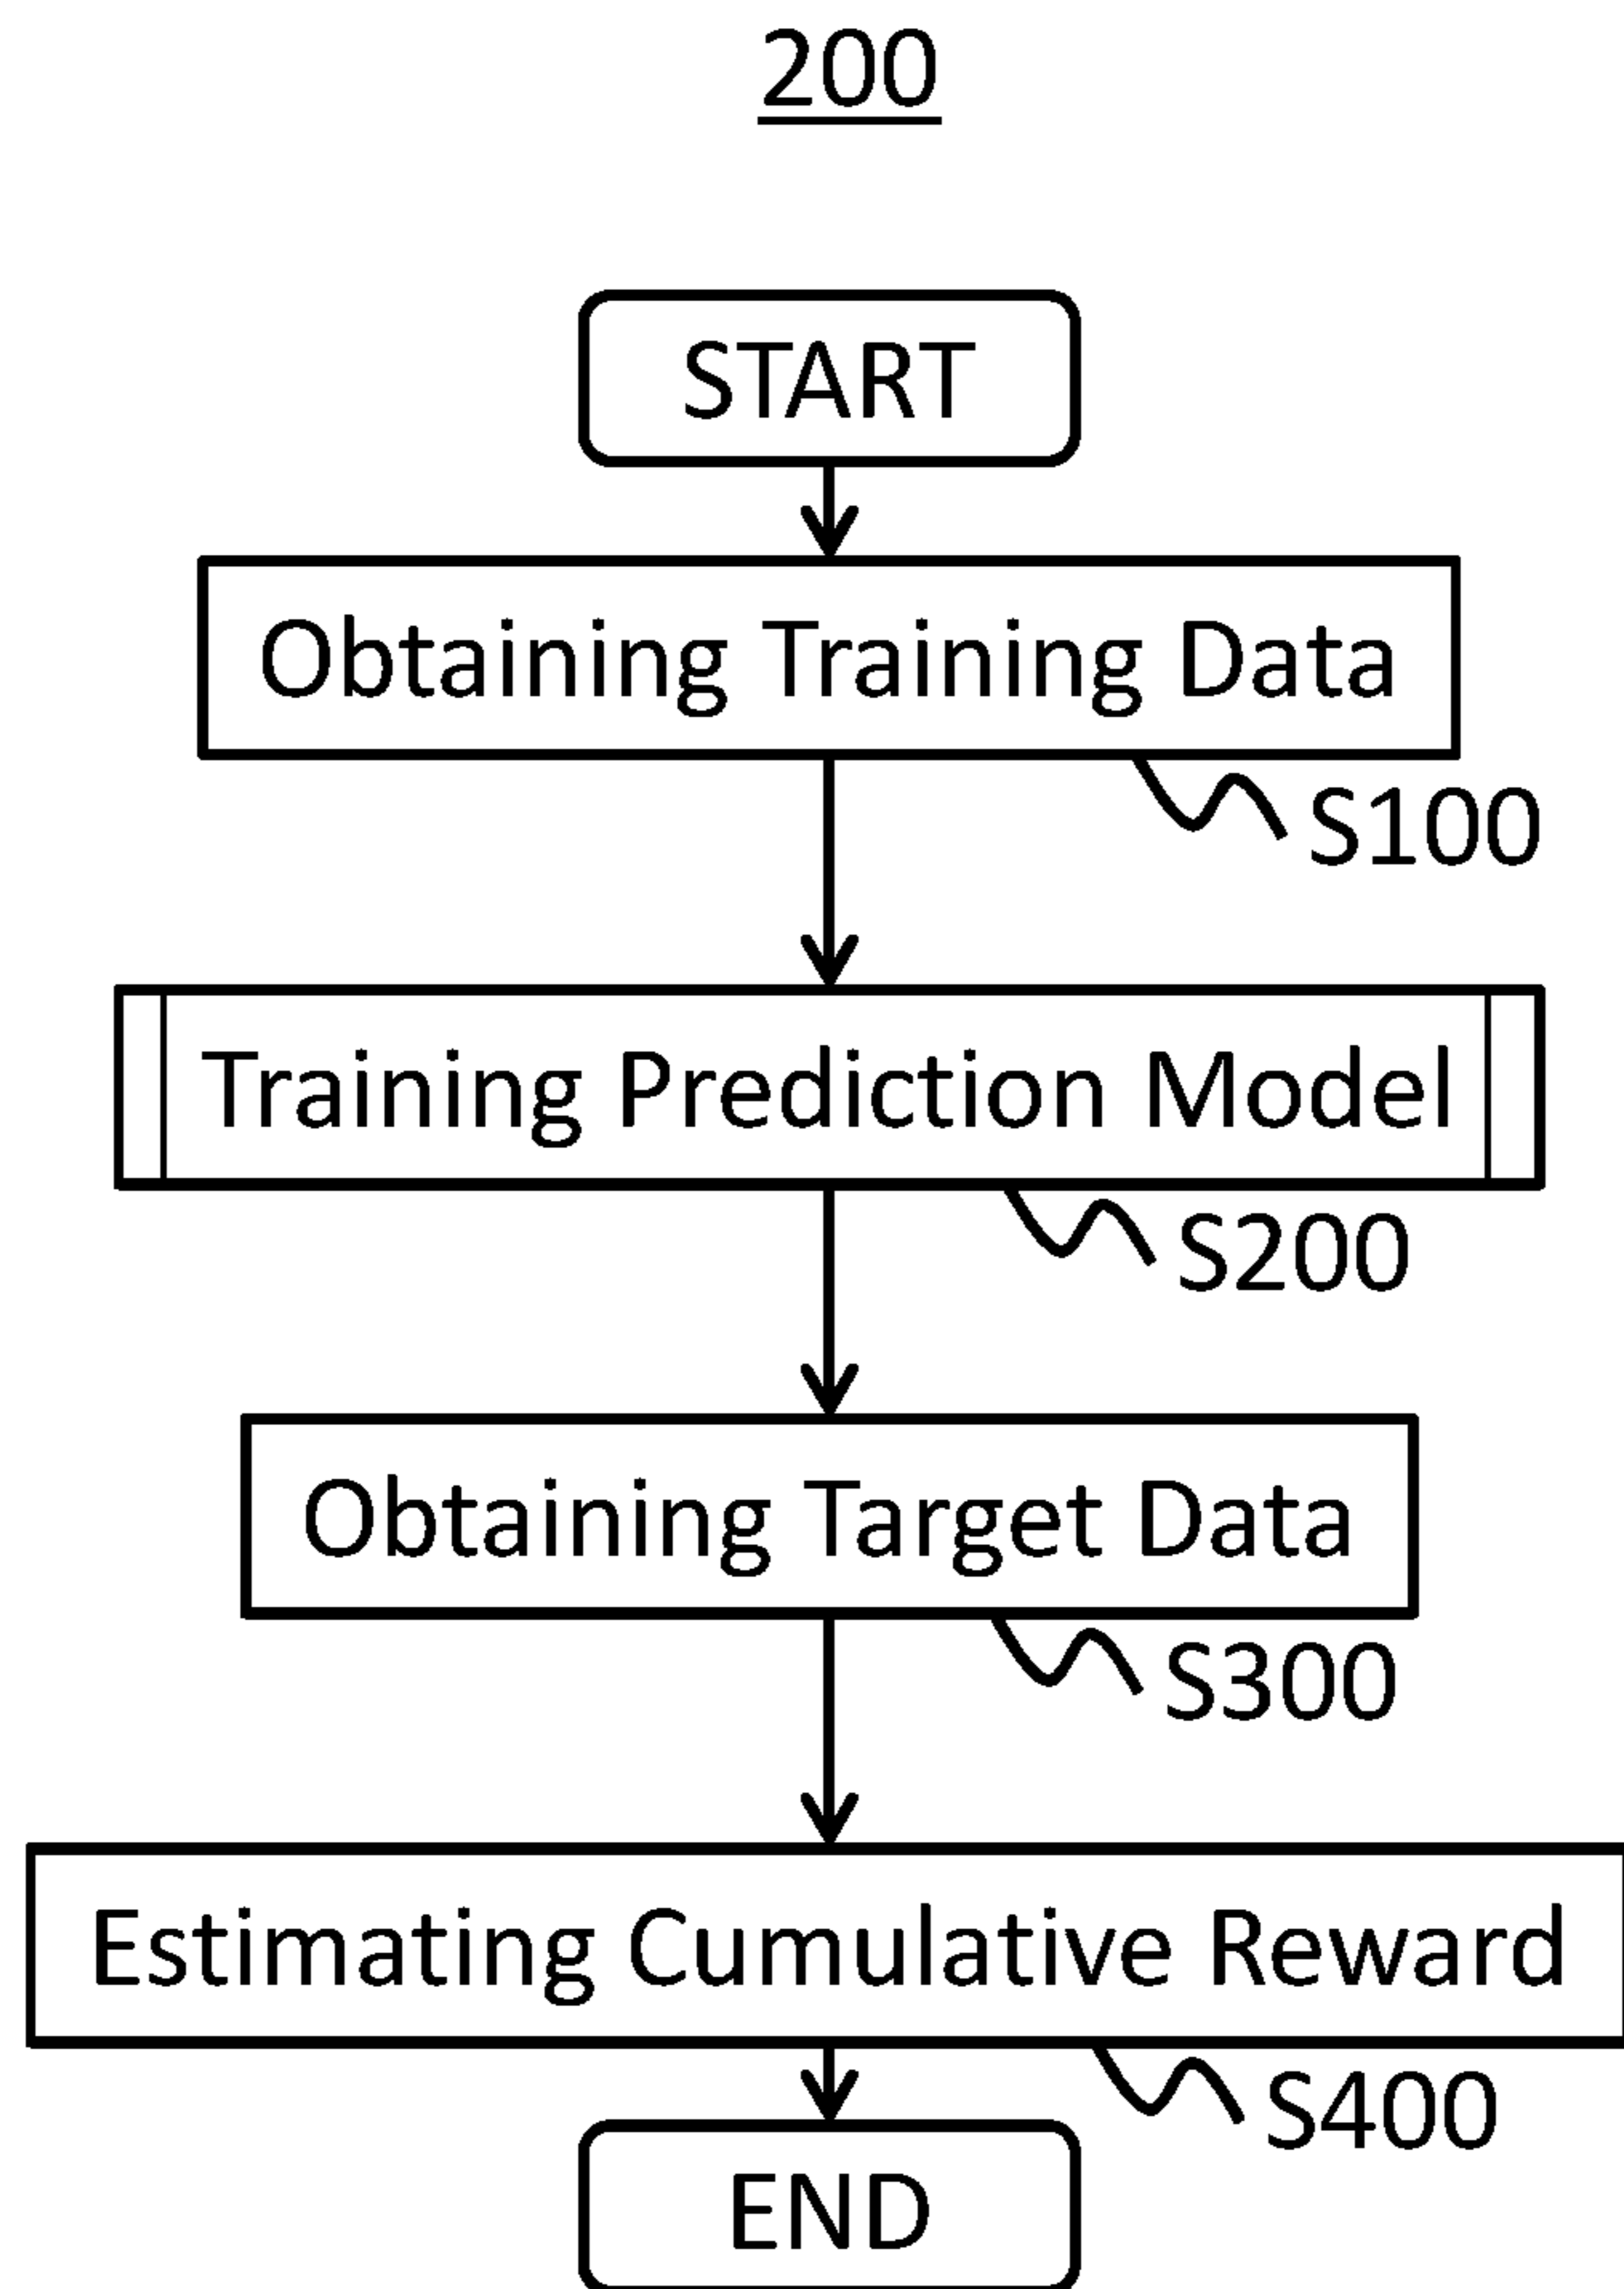 200
START
Obtaining Training Data
S100
Training Prediction Model
S200
Obtaining Target Data
S300
Estimating Cumulative Reward
S400
END